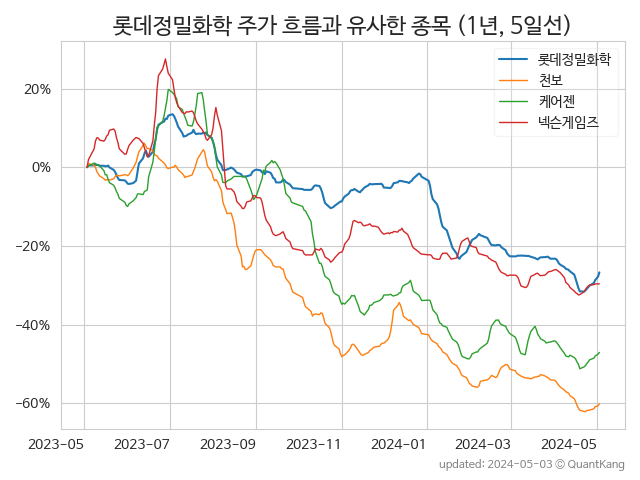 롯데정밀화학 주가 흐름과 유사한 종목 (1년, 5일선)
롯데정밀화학
천보
케어젠
넥슨게임즈
20%
0%
−20%
−40%
−60%
2023-05
2023-07
2023-09
2023-11
2024-01
2024-03
2024-05
updated: 2024-05-03 ⓒ QuantKang